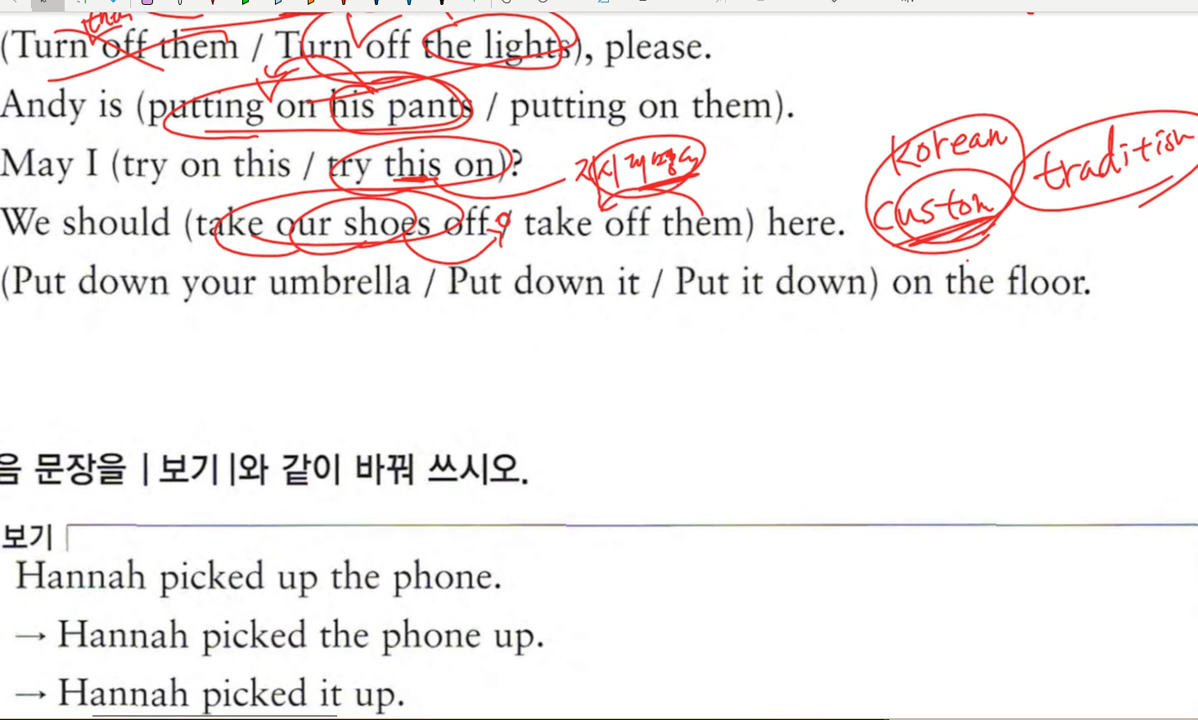 than
(Turn off them / Turn off the lights), please.
Andy is (putting on his pants / putting on them).
May I (try on this / try this on)?
Korean
tradition
We should (take our shoes off / take off them) here.
custom
(Put down your umbrella / Put down it / Put it down) on the floor.
음 문장을 | 보기 |와 같이 바꿔 쓰시오.
보기
Hannah picked up the phone.
→ Hannah picked the phone up.
→ Hannah picked it up.